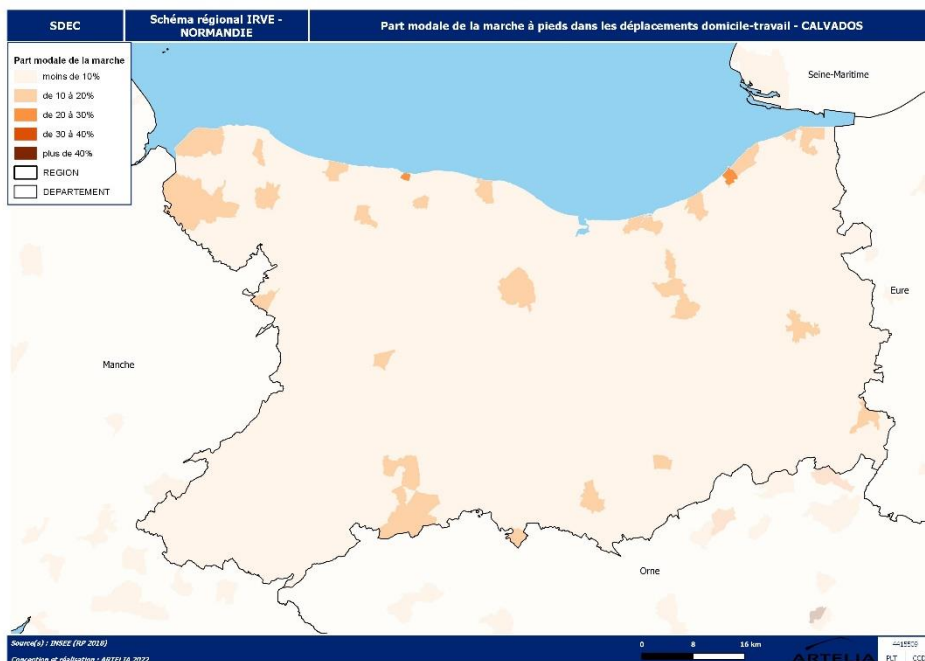 SDEC
Schéma régional IRVE -
NORMANDIE
Part modale de la marche à pieds dans les déplacements domicile-travail - CALVADOS
Part modale de la marche
moins de 10%
de 10 à 20%
de 20 à 30%
de 30 à 40%
plus de 40%
REGION
DEPARTEMENT
Seine-Maritime
Eure
Manche
Orne
Source(s) : INSEE (RP 2018)
Conception et réalisation : ARTELIA 2022
0 8 16 km
ARTELIA
PLT